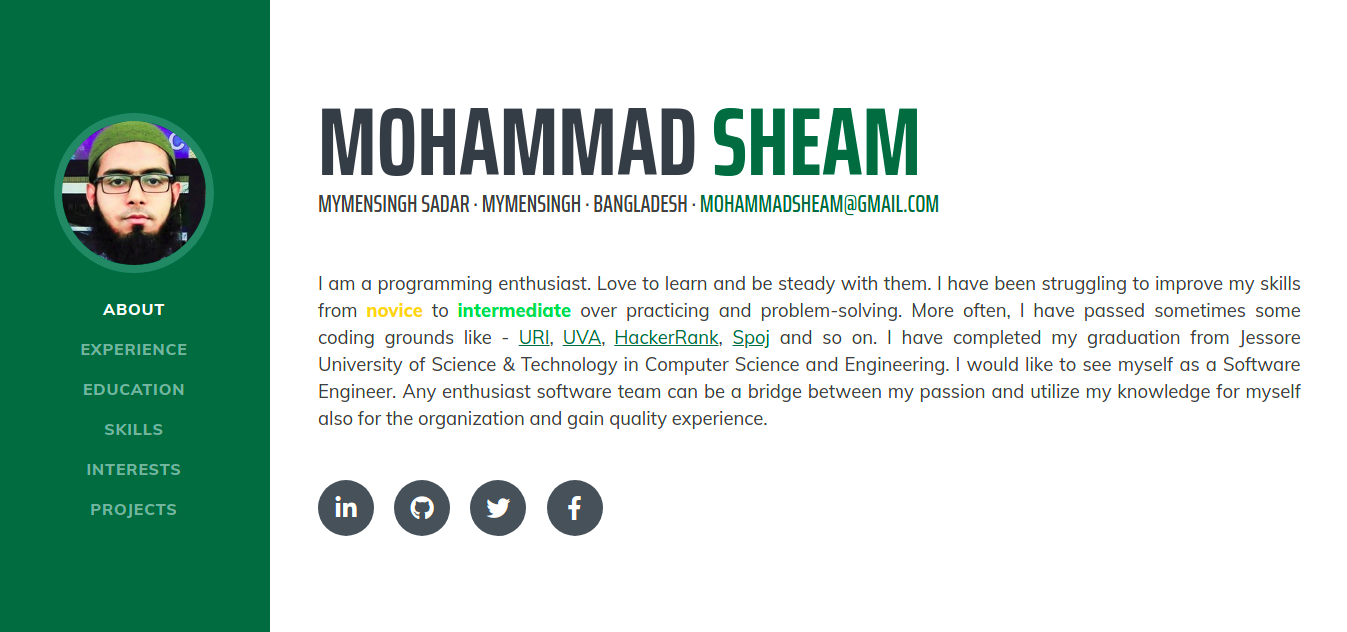 ABOUT
EXPERIENCE
EDUCATION
SKILLS
INTERESTS
PROJECTS
MOHAMMAD SHEAM
MYMENSINGH SADAR · MYMENSINGH · BANGLADESH · MOHAMMADSHEAM@GMAIL.COM
I am a programming enthusiast. Love to learn and be steady with them. I have been struggling to improve my skills
from novice to intermediate over practicing and problem-solving. More often, I have passed sometimes some
coding grounds like - URI, UVA, HackerRank, Spoj and so on. I have completed my graduation from Jessore
University of Science & Technology in Computer Science and Engineering. I would like to see myself as a Software
Engineer. Any enthusiast software team can be a bridge between my passion and utilize my knowledge for myself
also for the organization and gain quality experience.
in
f